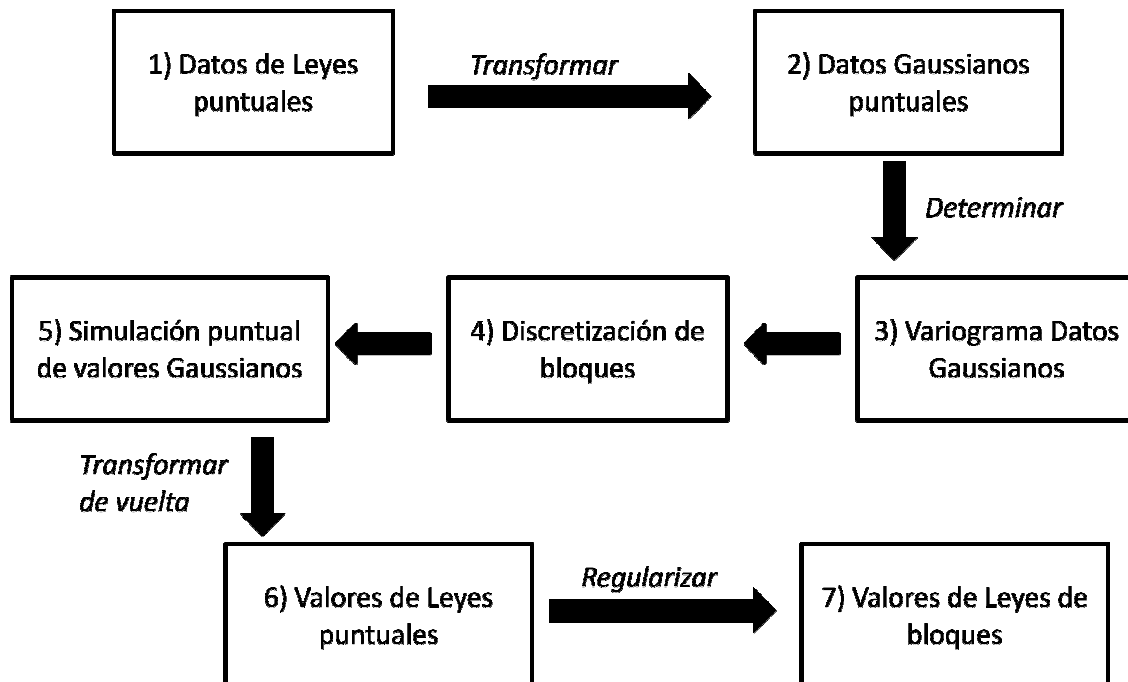 1) Datos de Leyes
puntuales
Transformar
2) Datos Gaussianos
puntuales
Determinar
3) Variograma Datos
Gaussianos
4) Discretización de
bloques
5) Simulación puntual
de valores Gaussianos
Transformar
de vuelta
6) Valores de Leyes
puntuales
Regularizar
7) Valores de Leyes de
bloques